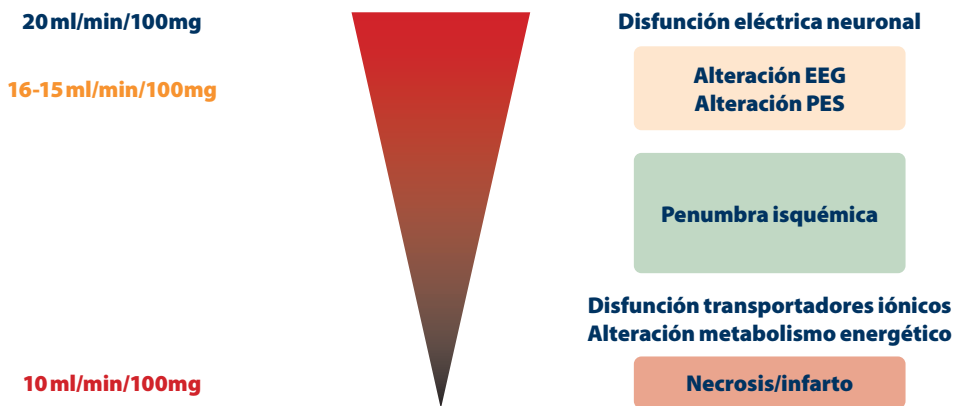 20 ml/min/100mg
Disfunción eléctrica neuronal
16-15 ml/min/100mg
Alteración EEG
Alteración PES
Penumbra isquémica
Disfunción transportadores iónicos
Alteración metabolismo energético
10 ml/min/100mg
Necrosis/infarto